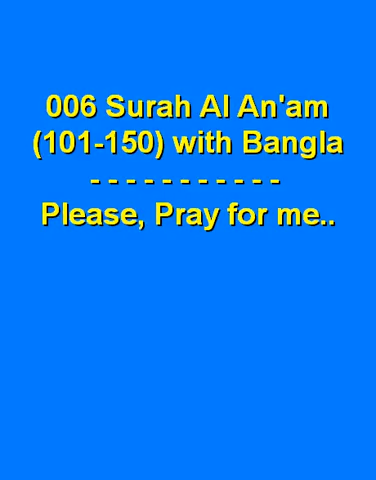 006 Surah Al An'am
(101-150) with Bangla
- - - - - - - - - - -
Please, Pray for me..